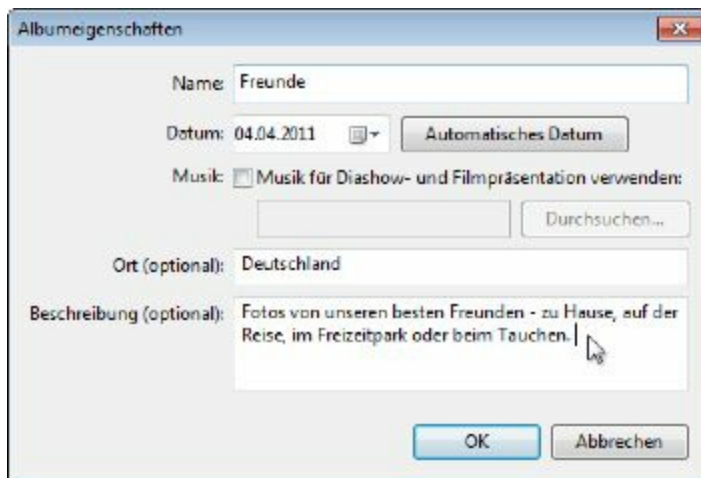 Albumeigenschaften
Name: Freunde
Datum: 04.04.2011 Automatisches Datum
Musik: Musik für Diashow- und Filmpräsentation verwenden:
Durchsuchen...
Ort (optional): Deutschland
Beschreibung (optional): Fotos von unseren besten Freunden - zu Hause, auf der
Reise, im Freizeitpark oder beim Tauchen.
OK Abbrechen